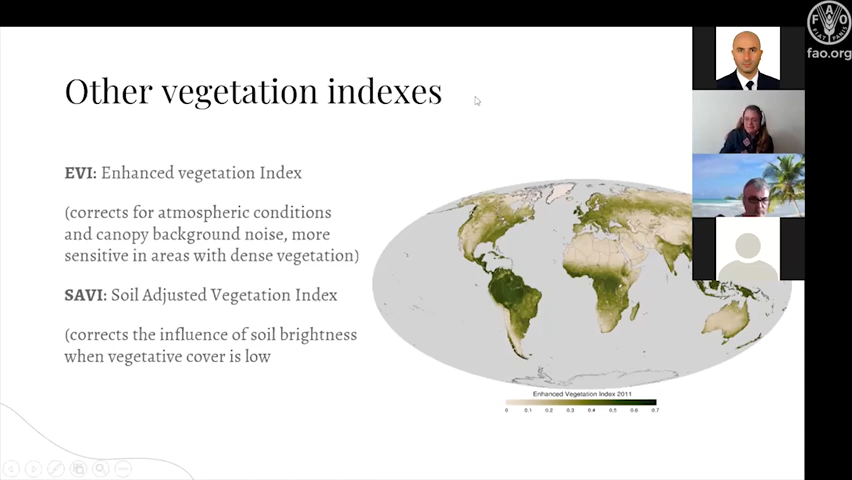 Other vegetation indexes
EVI: Enhanced vegetation Index
(corrects for atmospheric conditions
and canopy background noise, more
sensitive in areas with dense vegetation)
SAVI: Soil Adjusted Vegetation Index
(corrects the influence of soil brightness
when vegetative cover is low
Enhanced Vegetation Index 2011
0 0.1 0.2 0.3 0.4 0.5 0.6 0.7
F A O
FIAT PANIS
fao.org